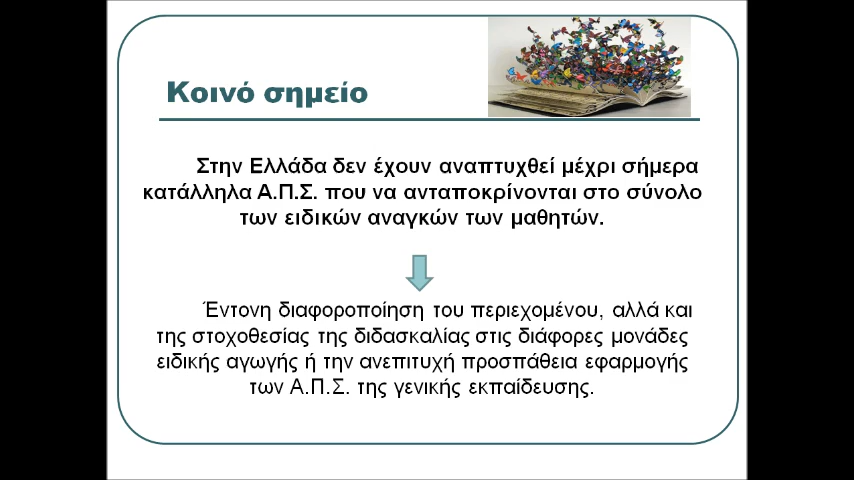 Κοινό σημείο
Στην Ελλάδα δεν έχουν αναπτυχθεί μέχρι σήμερα
κατάλληλα Α.Π.Σ. που να ανταποκρίνονται στο σύνολο
των ειδικών αναγκών των μαθητών.
Έντονη διαφοροποίηση του περιεχομένου, αλλά και
της στοχοθεσίας της διδασκαλίας στις διάφορες μονάδες
ειδικής αγωγής ή την ανεπιτυχή προσπάθεια εφαρμογής
των Α.Π.Σ. της γενικής εκπαίδευσης.